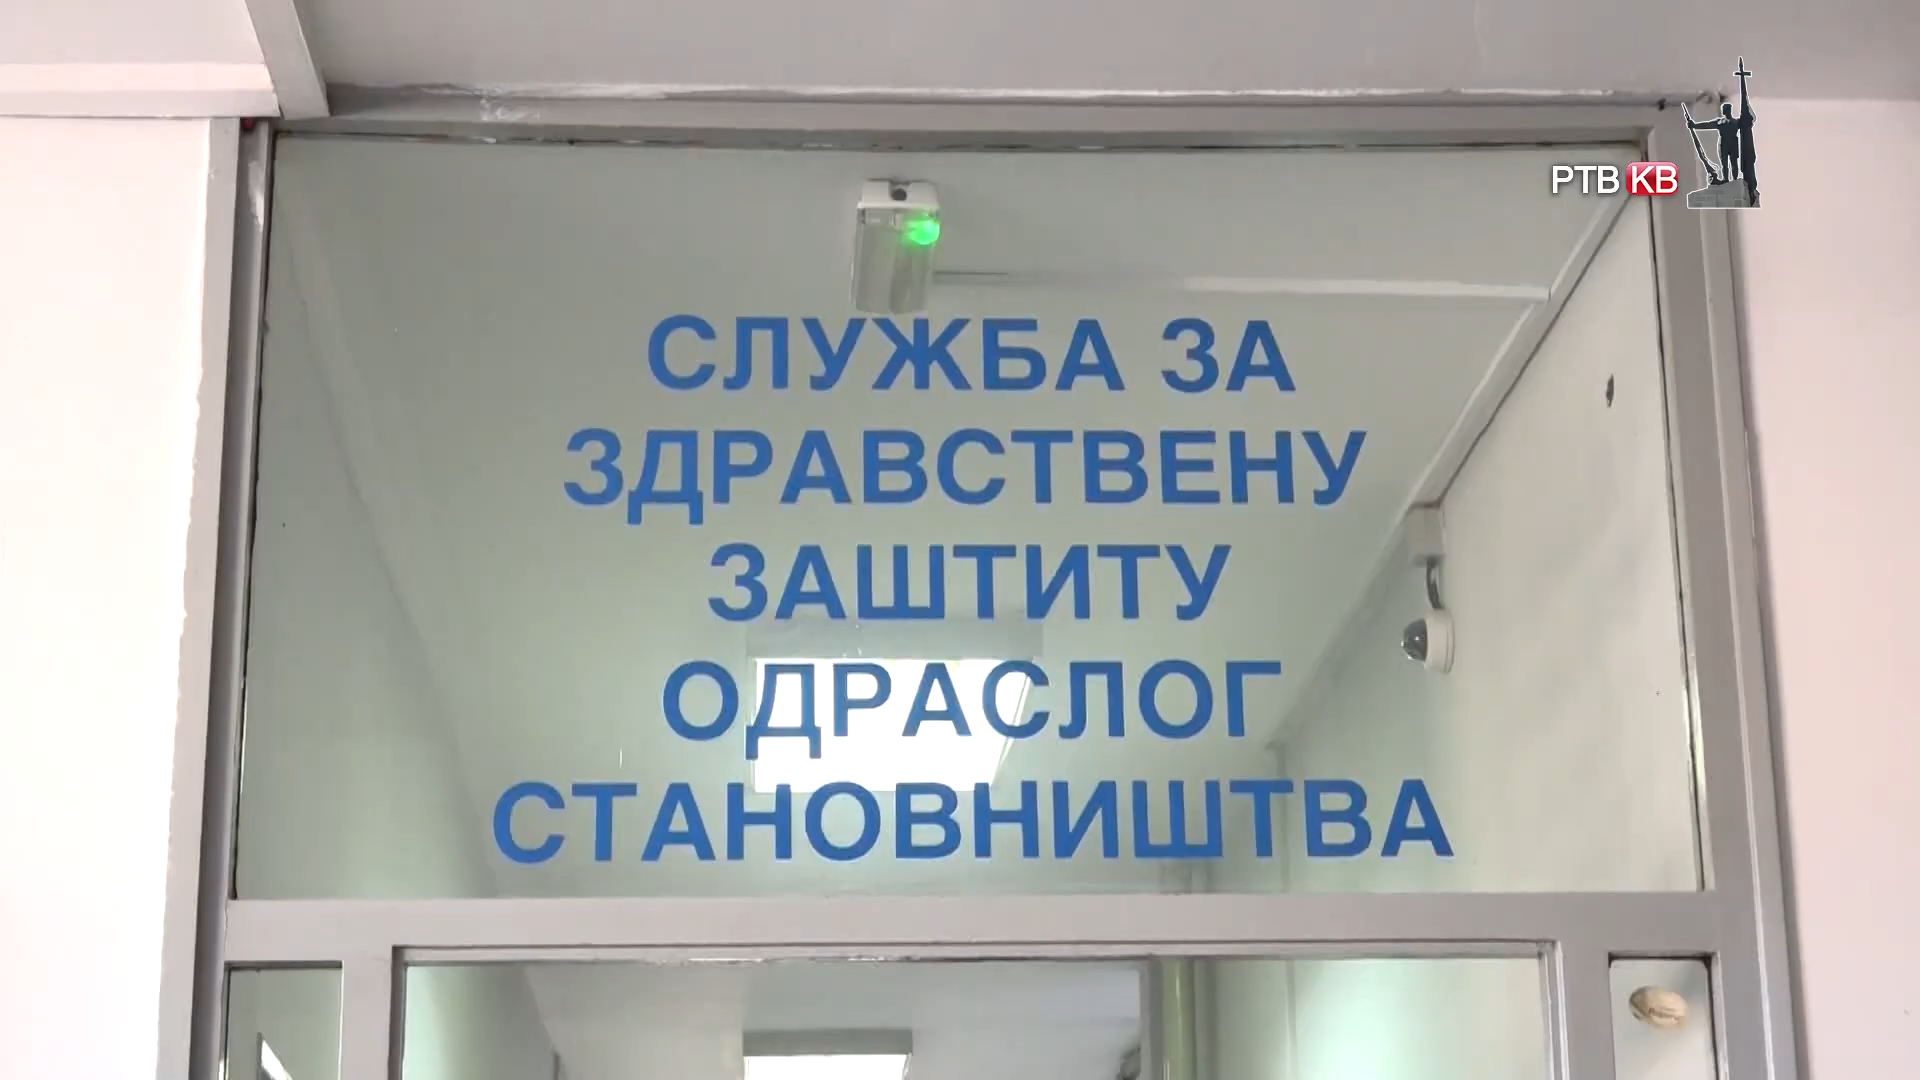 РТВ КВ
СЛУЖБА ЗА
ЗДРАВСТВЕНУ
ЗАШТИТУ
ОДРАСЛОГ
СТАНОВНИШТВА